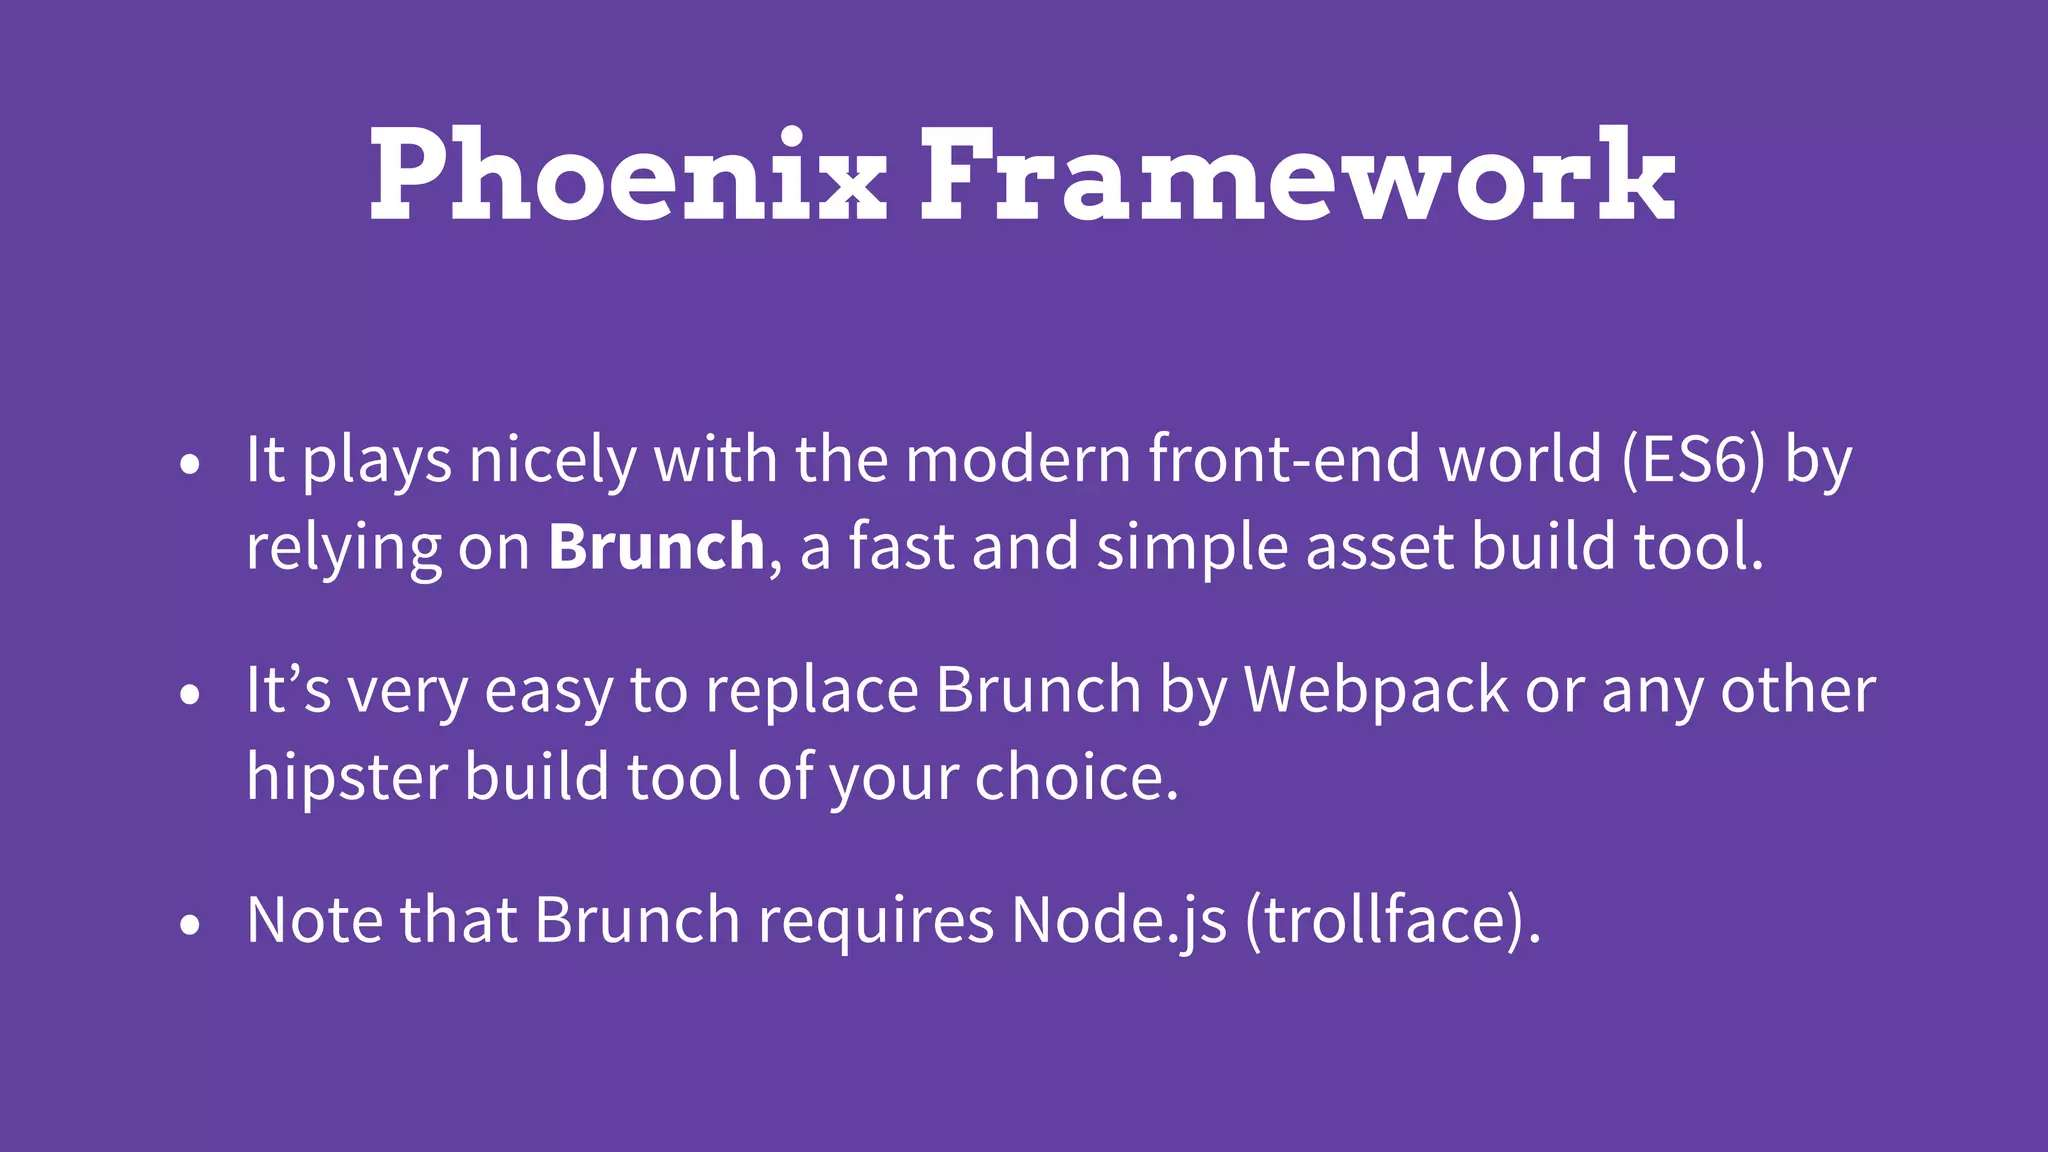 Phoenix Framework
• It plays nicely with the modern front-end world (ES6) by
relying on Brunch, a fast and simple asset build tool.
• It’s very easy to replace Brunch by Webpack or any other
hipster build tool of your choice.
• Note that Brunch requires Node.js (trollface).